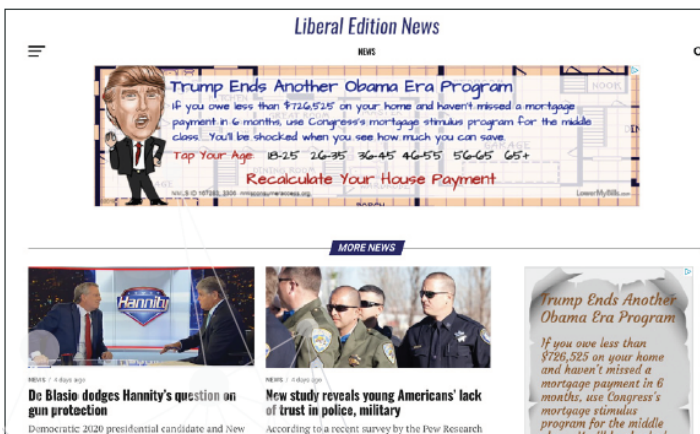 Liberal Edition News
NEWS
Trump Ends Another Obama Era Program
If you owe less than $726,525 on your home and haven't missed a mortgage
payment in 6 months, use Congress's mortgage stimulus program for the middle
class. You'll be shocked when you see how much you can save.
Tap Your Age: 18-25 26-35 36-45 46-55 56-65 65+
Recalculate Your House Payment
LowerMyBills.com
MORE NEWS
Hannity
NEWS / 4 days ago
De Blasio dodges Hannity's question on
gun protection
Democratic 2020 presidential candidate and New
NEWS / 4 days ago
New study reveals young Americans' lack
of trust in police, military
According to a recent survey by the Pew Research
Trump Ends Another
Obama Era Program
If you owe less than
$726,525 on your home
and haven't missed a
mortgage payment in 6
months, use Congress's
mortgage stimulus
program for the middle